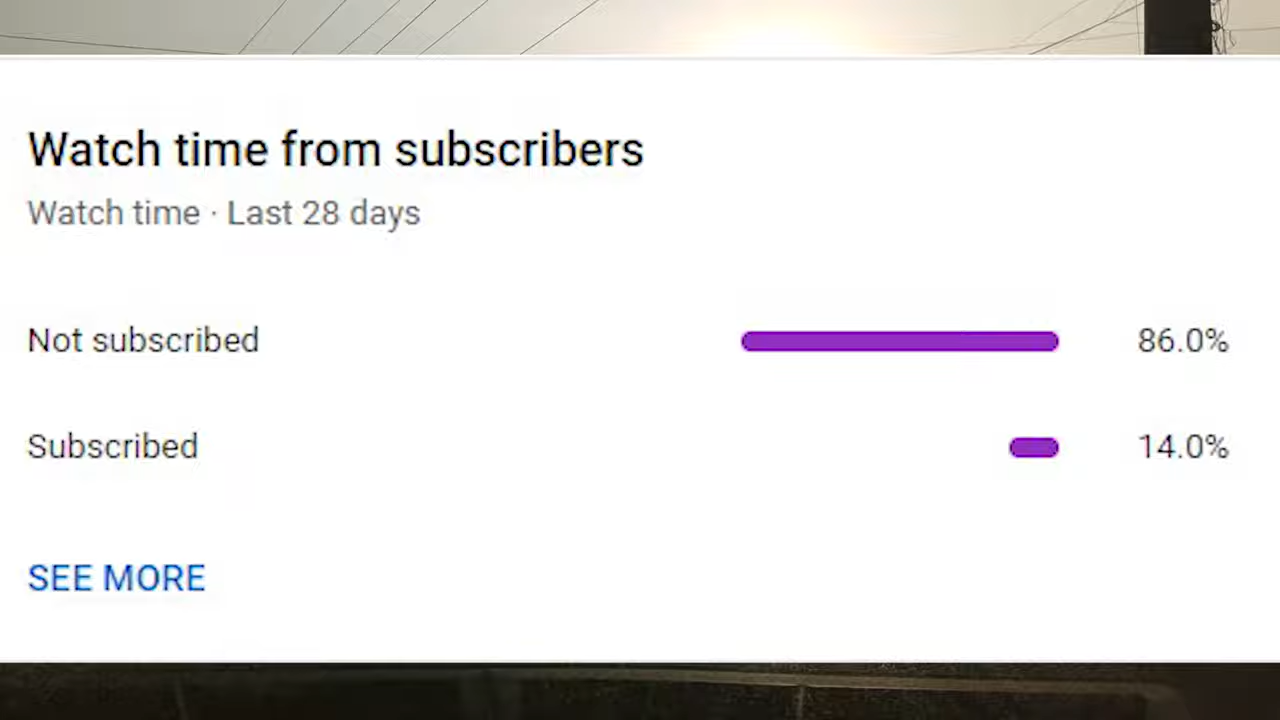 Watch time from subscribers
Watch time · Last 28 days
Not subscribed 86.0%
Subscribed 14.0%
SEE MORE